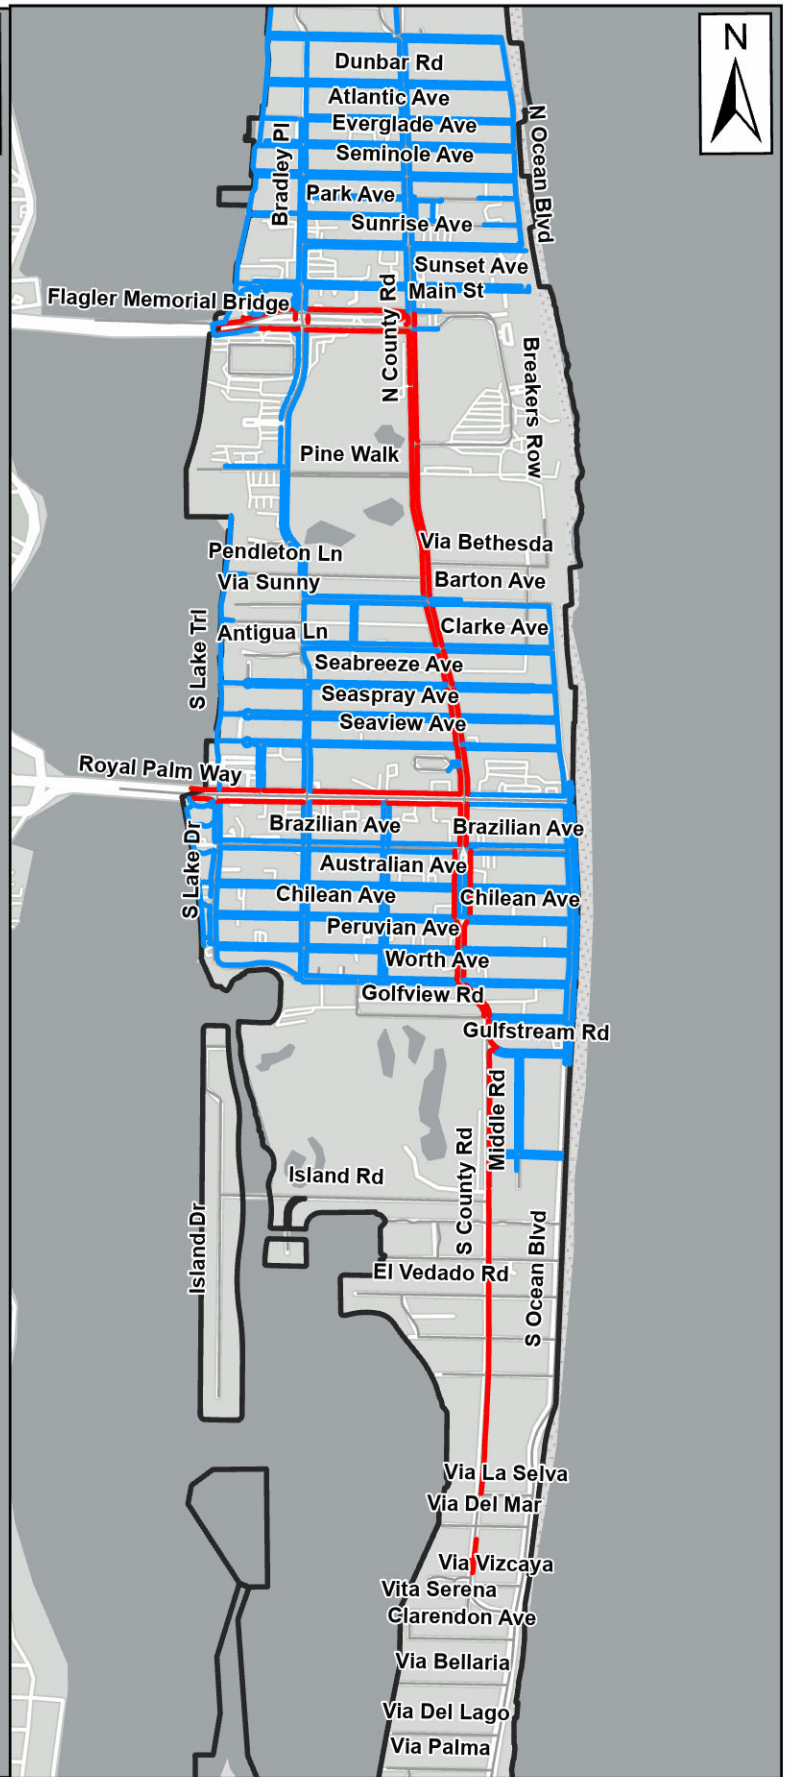 N
Dunbar Rd
Atlantic Ave
Everglade Ave
Seminole Ave
N Ocean Blvd
Bradley Pl
Park Ave
Sunrise Ave
Sunset Ave
Main St
Flagler Memorial Bridge
N County Rd
Breakers Row
Pine Walk
Via Bethesda
Pendleton Ln
Barton Ave
Via Sunny
Clarke Ave
Antigua Ln
S Lake Trl
Seabreeze Ave
Seaspray Ave
Seaview Ave
Royal Palm Way
Brazilian Ave
Brazilian Ave
S Lake Dr
Australian Ave
Chilean Ave
Chilean Ave
Peruvian Ave
Worth Ave
Golfview Rd
Gulfstream Rd
Middle Rd
S County Rd
Island Rd
Island Dr
S Ocean Blvd
El Vedado Rd
Via La Selva
Via Del Mar
Via Vizcaya
Vita Serena
Clarendon Ave
Via Bellaria
Via Del Lago
Via Palma